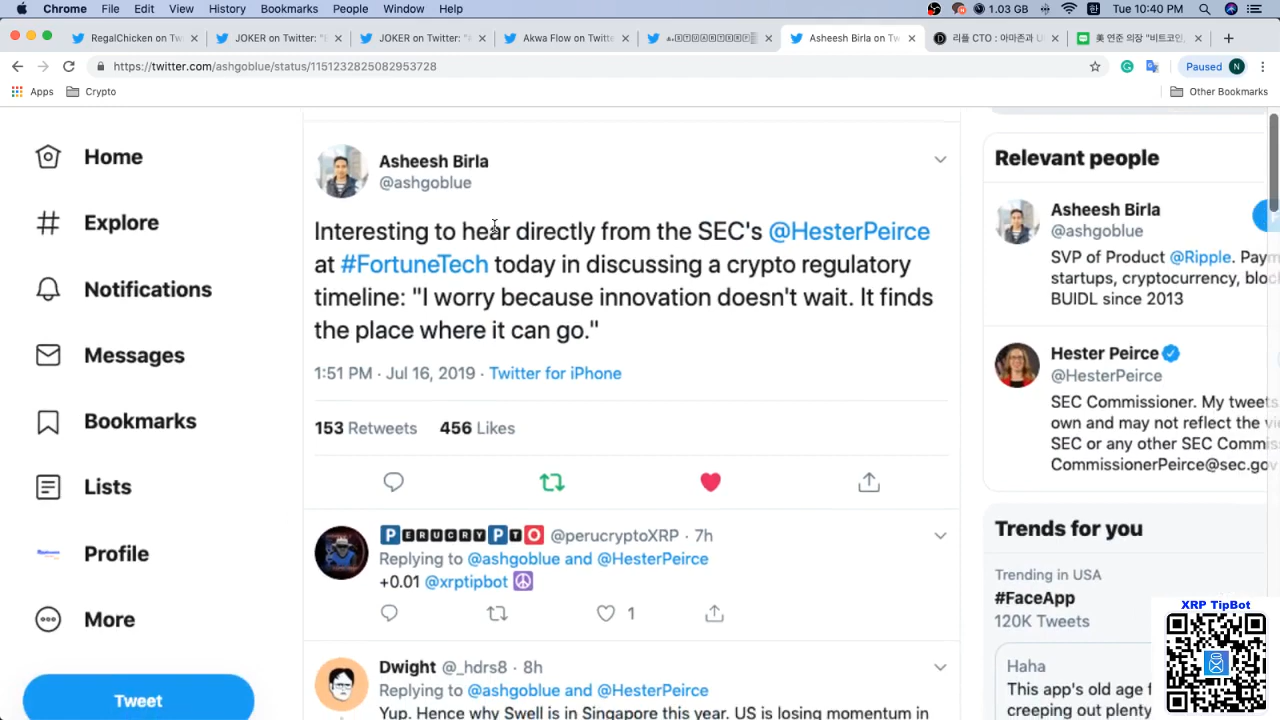 Chrome File Edit View History Bookmarks People Window Help 1.03 GB 한 Tue 10:40 PM
RegalChicken on Tw JOKER on Twitter: "F JOKER on Twitter: " Akwa Flow on Twitte Asheesh Birla on Tw 리플 CTO : 아마존과 美 연준 의장 "비트코인,
https://twitter.com/ashgoblue/status/1151232825082953728 Paused N
Apps Crypto Other Bookmarks
Home
Explore
Notifications
Messages
Bookmarks
Lists
Profile
More
Tweet
Asheesh Birla
@ashgoblue
Interesting to hear directly from the SEC's @HesterPeirce
at #FortuneTech today in discussing a crypto regulatory
timeline: "I worry because innovation doesn't wait. It finds
the place where it can go."
1:51 PM · Jul 16, 2019 · Twitter for iPhone
153 Retweets 456 Likes
🅿🅴🆁🆄🅲🆁🆈🅿🆃🅾 @perucryptoXRP · 7h
Replying to @ashgoblue and @HesterPeirce
+0.01 @xrptipbot ☮
1
Dwight @_hdrs8 · 8h
Replying to @ashgoblue and @HesterPeirce
Yup. Hence why Swell is in Singapore this year. US is losing momentum in
Relevant people
Asheesh Birla
@ashgoblue
SVP of Product @Ripple. Paym
startups, cryptocurrency, bloc
BUIDL since 2013
Hester Peirce
@HesterPeirce
SEC Commissioner. My tweets
own and may not reflect the vi
SEC or any other SEC Commis
CommissionerPeirce@sec.gov
Trends for you
Trending in USA
#FaceApp
120K Tweets
Haha
This app's old age f
creeping out plenty
XRP TipBot